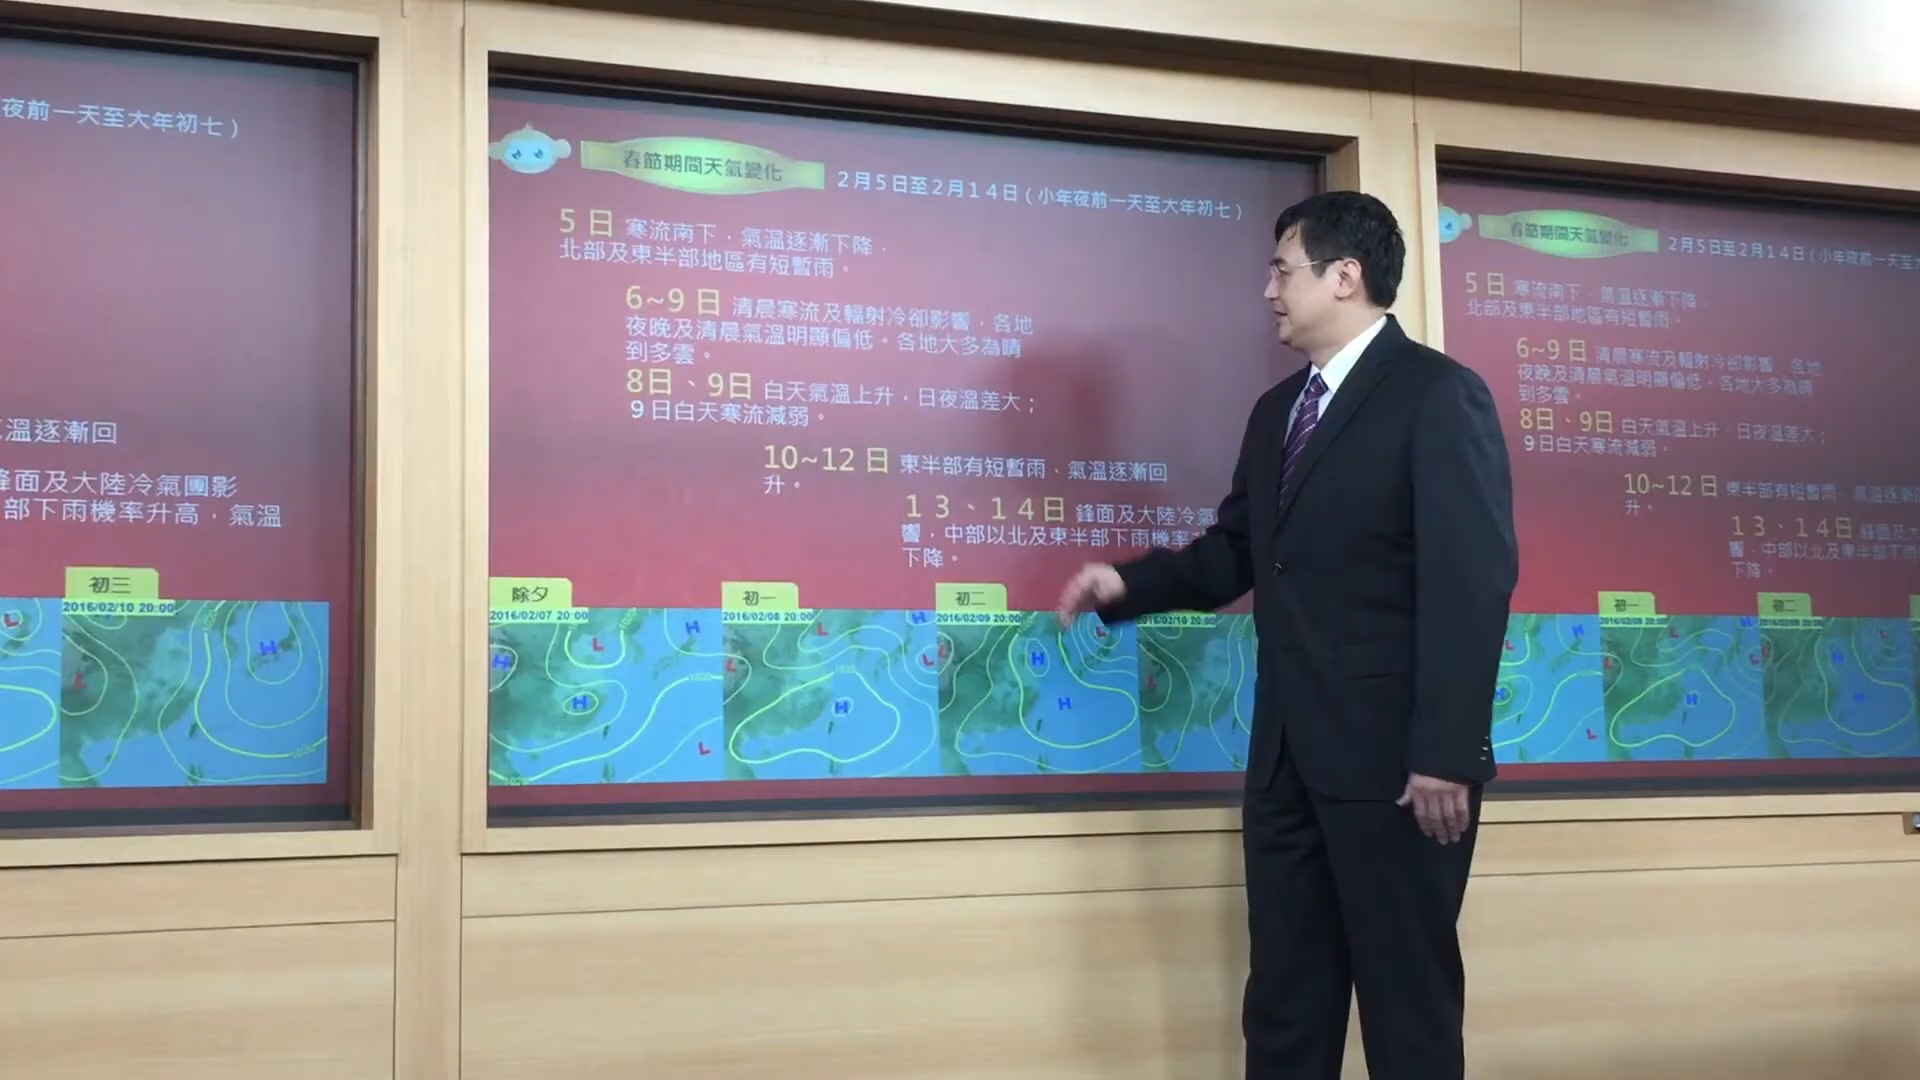 夜前一天至大年初七)
溫逐漸回
鋒面及大陸冷氣團影
部下雨機率升高，氣溫
初三
2016/02/10 20:00
L
H
L
1020
春節期間天氣變化
2月5日至2月14日(小年夜前一天至大年初七)
5日 寒流南下，氣溫逐漸下降，
北部及東半部地區有短暫雨。
6~9日 清晨寒流及輻射冷卻影響，各地
夜晚及清晨氣溫明顯偏低。各地大多為晴
到多雲。
8日、9日 白天氣溫上升，日夜溫差大；
9日白天寒流減弱。
10~12日 東半部有短暫雨，氣溫逐漸回
升。
13、14日 鋒面及大陸冷氣
響，中部以北及東半部下雨機率
下降。
除夕
初一
初二
2016/02/07 20:00
2016/02/08 20:00
2016/02/09 20:00
2016/02/10 20:00
春節期間天氣變化
2月5日至2月14日(小年夜前一天至大
5日 寒流南下，氣溫逐漸下降，
北部及東半部地區有短暫雨。
6~9日 清晨寒流及輻射冷卻影響，各地
夜晚及清晨氣溫明顯偏低。各地大多為晴
到多雲。
8日、9日 白天氣溫上升，日夜溫差大；
9日白天寒流減弱。
10~12日 東半部有短暫雨，氣溫逐漸
升。
13、14日 鋒面及大
響，中部以北及東半部下雨
下降。
初一
初二